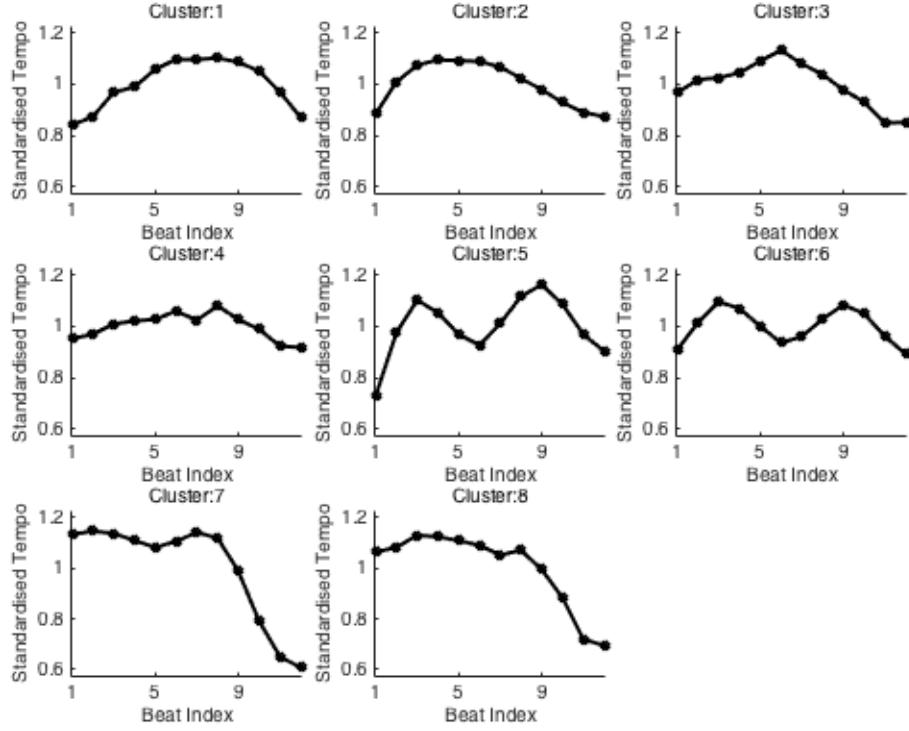 Cluster:1
Standardised Tempo
1.2
1
0.8
0.6
1
5
9
Beat Index
Cluster:2
Standardised Tempo
1.2
1
0.8
0.6
1
5
9
Beat Index
Cluster:3
Standardised Tempo
1.2
1
0.8
0.6
1
5
9
Beat Index
Cluster:4
Standardised Tempo
1.2
1
0.8
0.6
1
5
9
Beat Index
Cluster:5
Standardised Tempo
1.2
1
0.8
0.6
1
5
9
Beat Index
Cluster:6
Standardised Tempo
1.2
1
0.8
0.6
1
5
9
Beat Index
Cluster:7
Standardised Tempo
1.2
1
0.8
0.6
1
5
9
Beat Index
Cluster:8
Standardised Tempo
1.2
1
0.8
0.6
1
5
9
Beat Index